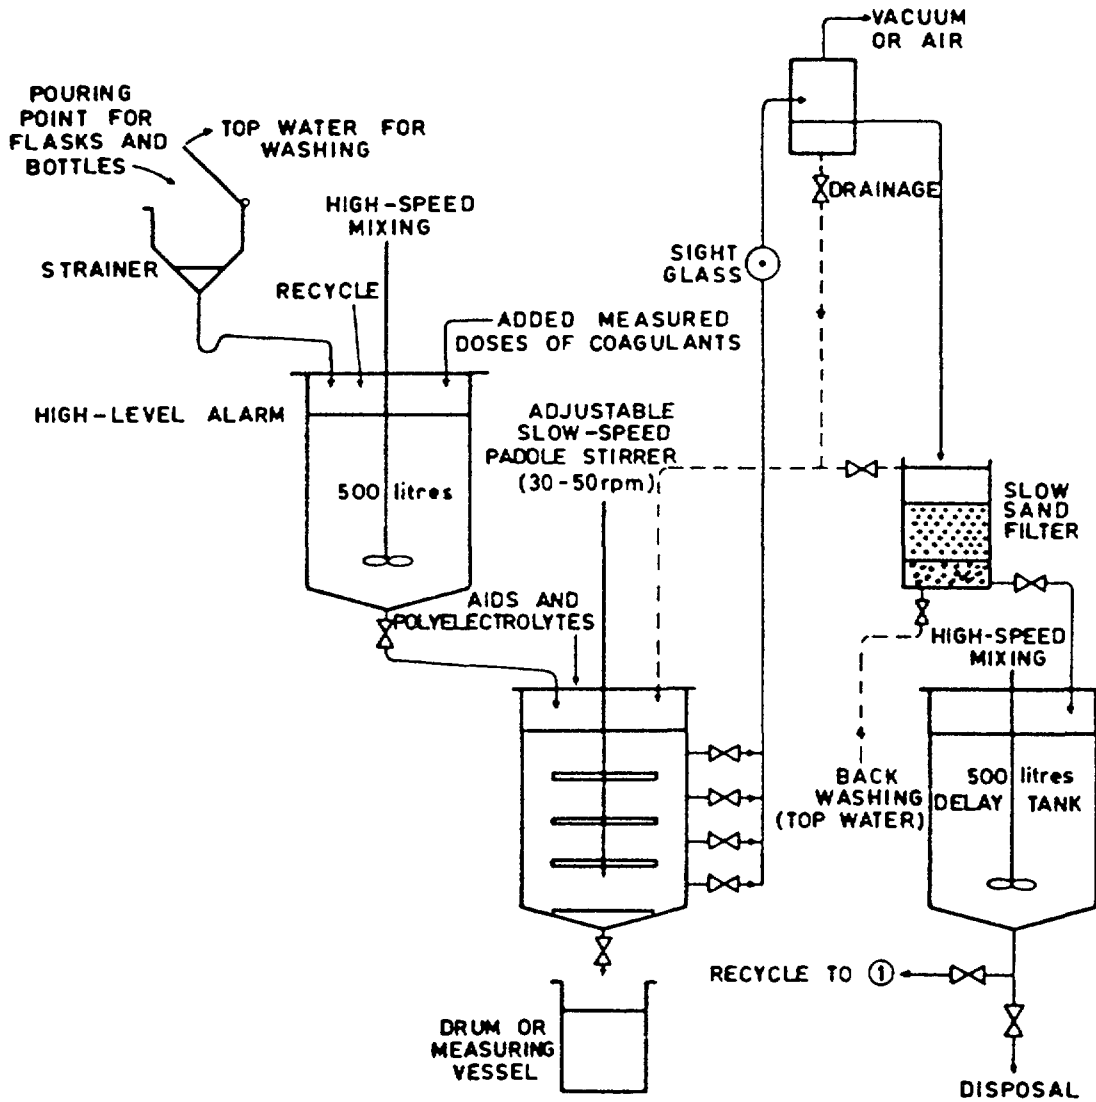 VACUUM
OR AIR
POURING
POINT FOR
FLASKS AND
BOTTLES
TOP WATER FOR
WASHING
HIGH-SPEED
MIXING
DRAINAGE
STRAINER
SIGHT
GLASS
RECYCLE
ADDED MEASURED
DOSES OF COAGULANTS
HIGH-LEVEL ALARM
ADJUSTABLE
SLOW-SPEED
PADDLE STIRRER
(30-50rpm)
500 litres
SLOW
SAND
FILTER
AIDS AND
POLYELECTROLYTES
HIGH-SPEED
MIXING
BACK
WASHING
(TOP WATER)
500 litres
DELAY TANK
RECYCLE TO 1
DRUM OR
MEASURING
VESSEL
DISPOSAL